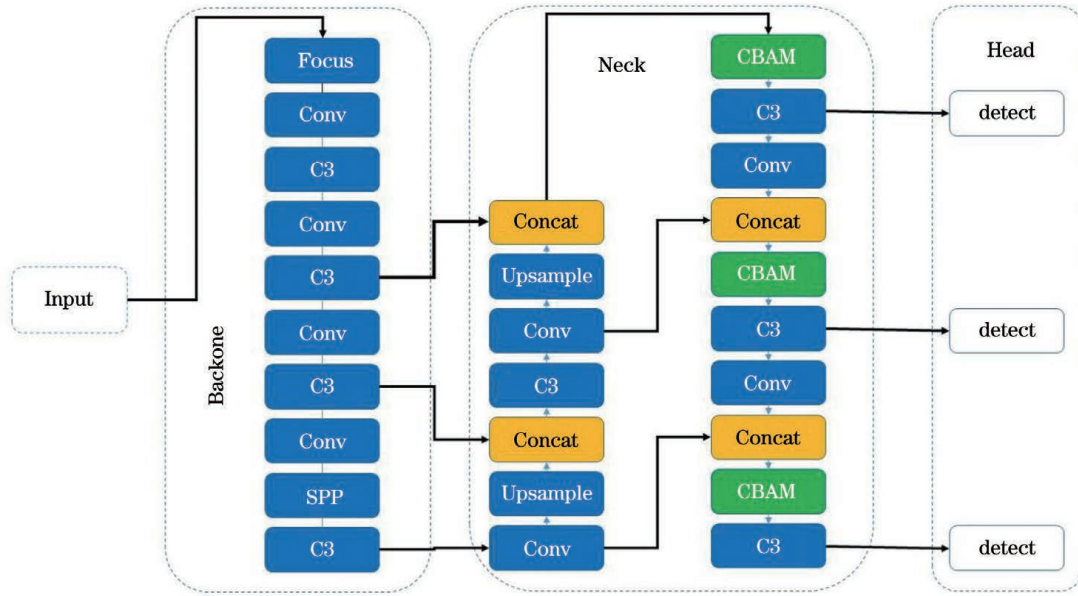 Input
Backone
Focus
Conv
C3
Conv
C3
Conv
C3
Conv
SPP
C3
Neck
Concat
Upsample
Conv
C3
Concat
Upsample
Conv
CBAM
C3
Conv
Concat
CBAM
C3
Conv
Concat
CBAM
C3
Head
detect
detect
detect